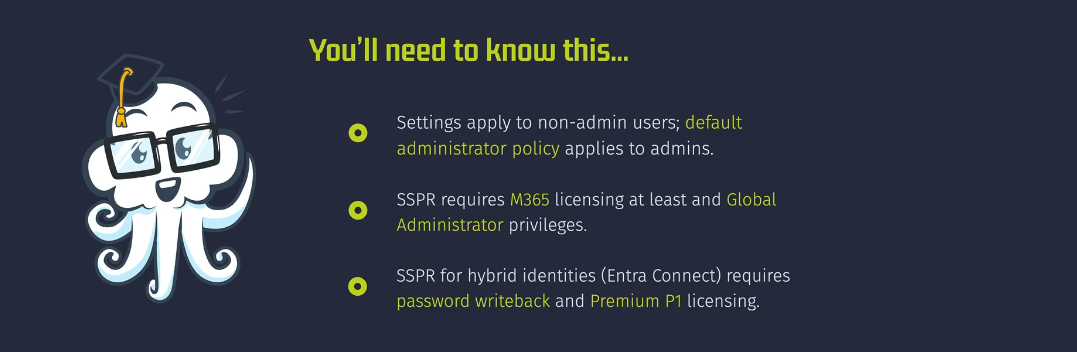 You'll need to know this...
Settings apply to non-admin users; default
administrator policy applies to admins.
SSPR requires M365 licensing at least and Global
Administrator privileges.
SSPR for hybrid identities (Entra Connect) requires
password writeback and Premium P1 licensing.